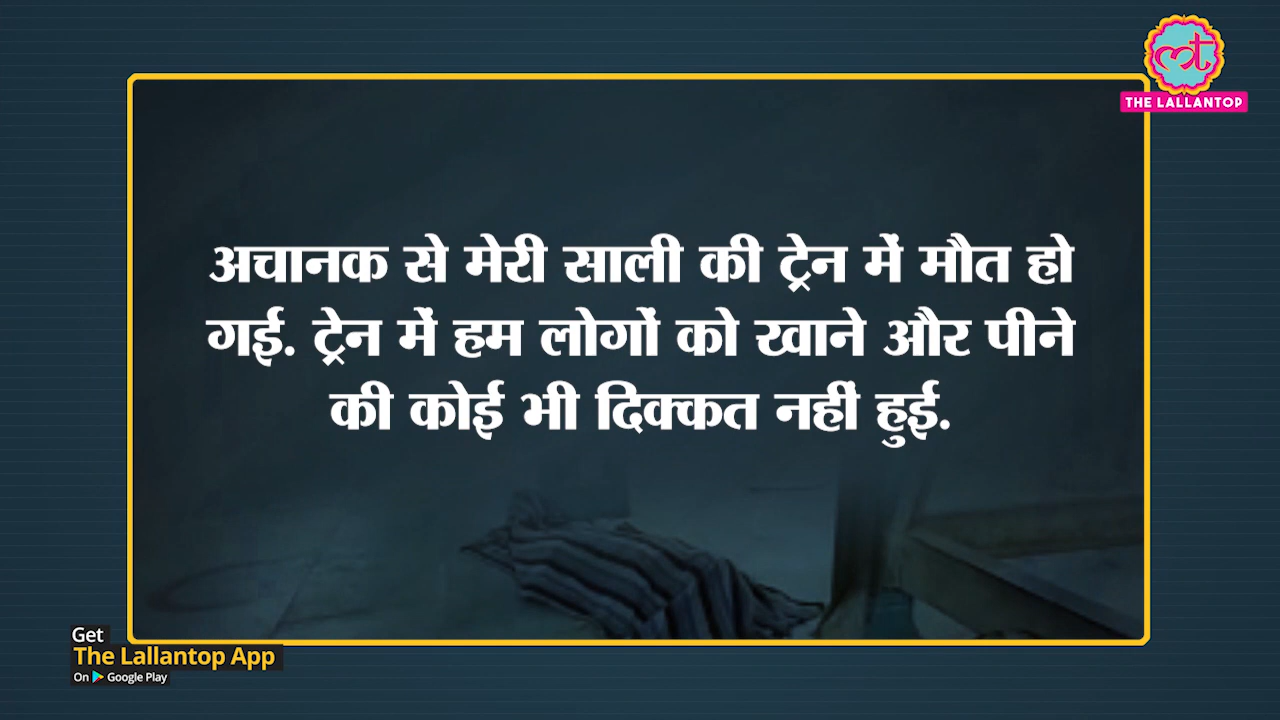 THE LALLANTOP
अचानक से मेरी साली की ट्रेन में मौत हो
गई. ट्रेन में हम लोगों को खाने और पीने
की कोई भी दिक्कत नहीं हुई.
Get
The Lallantop App
On Google Play